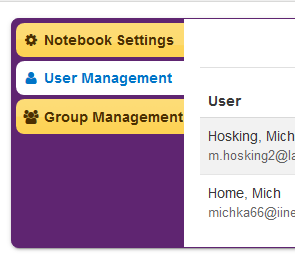 Notebook Settings
User Management
Group Management
User
Hosking, Mich
m.hosking2@la
Home, Mich
michka66@iine